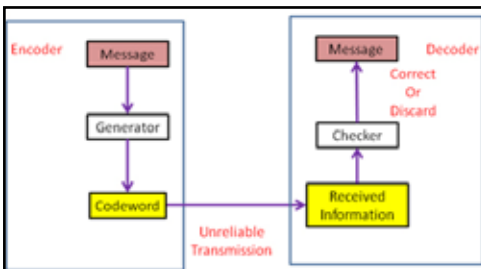 Encoder
Message
Generator
Codeword
Unreliable
Transmission
Message
Decoder
Correct
Or
Discard
Checker
Received
Information